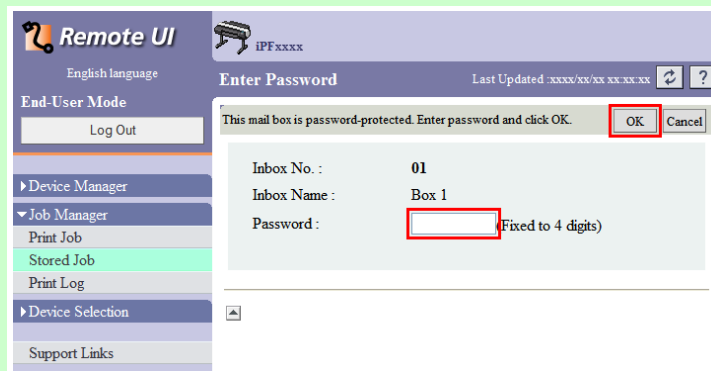 Remote UI
iPFxxxx
English language
Enter Password
Last Updated :xxxx/xx/xx xx:xx:xx
?
End-User Mode
Log Out
This mail box is password-protected. Enter password and click OK.
OK
Cancel
Inbox No. :
01
Inbox Name :
Box 1
Password :
(Fixed to 4 digits)
Device Manager
Job Manager
Print Job
Stored Job
Print Log
Device Selection
Support Links